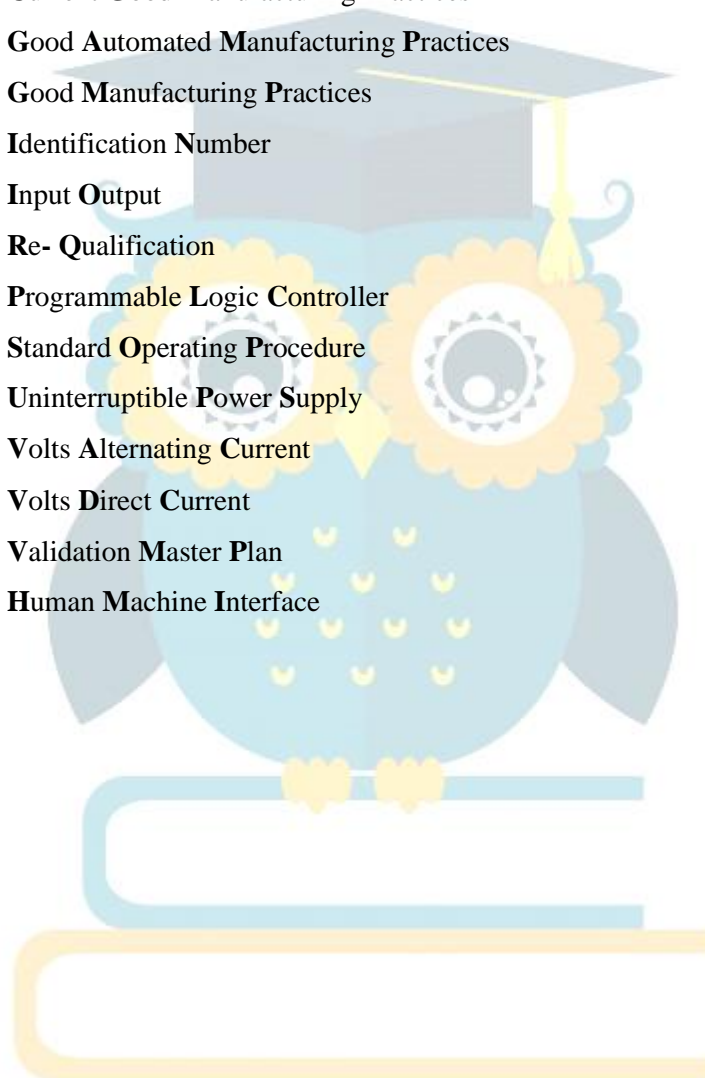 Good Automated Manufacturing Practices
Good Manufacturing Practices
Identification Number
Input Output
Re- Qualification
Programmable Logic Controller
Standard Operating Procedure
Uninterruptible Power Supply
Volts Alternating Current
Volts Direct Current
Validation Master Plan
Human Machine Interface